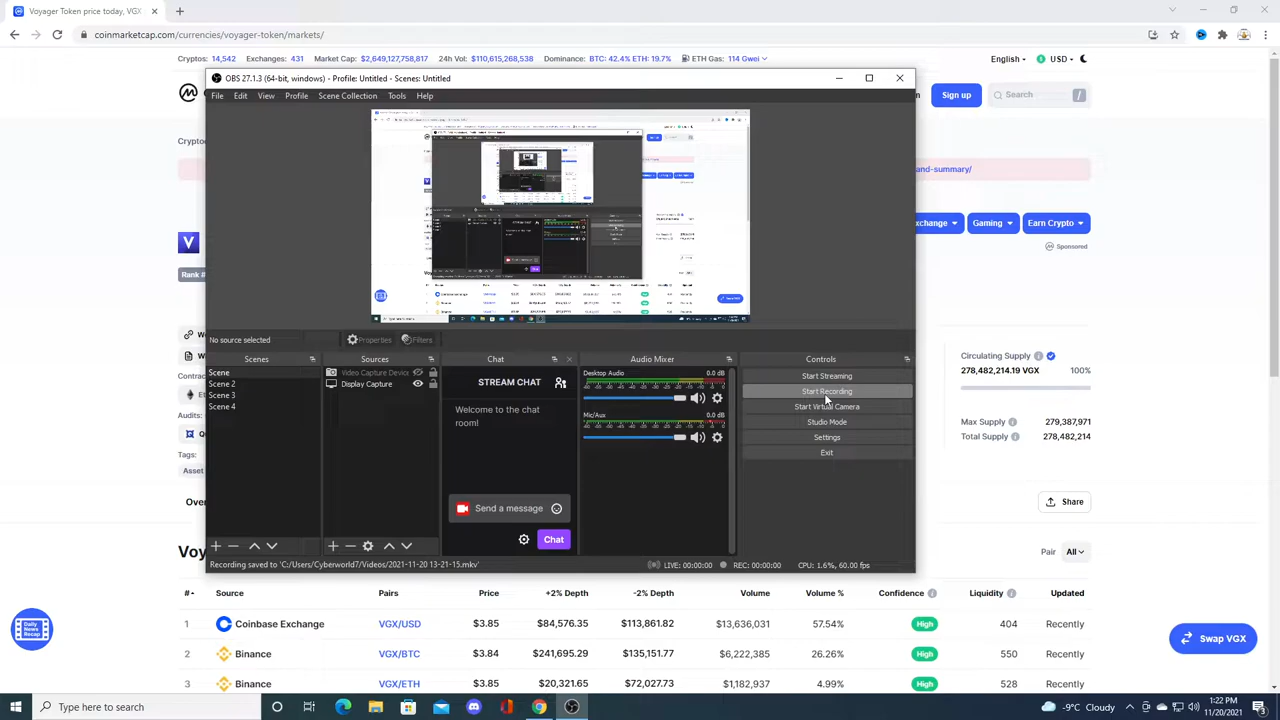 Voyager Token price today, VGX
coinmarketcap.com/currencies/voyager-token/markets/
Cryptos: 14,542 Exchanges: 431 Market Cap: $2,649,127,758,817 24h Vol: $110,615,268,538 Dominance: BTC: 42.4% ETH: 19.7% ETH Gas: 114 Gwei English USD
OBS 27.1.3 (64-bit, windows) - Profile: Untitled - Scenes: Untitled
File Edit View Profile Scene Collection Tools Help
Sign up
Search /
Crypto
and-summary/
V
xchange Gaming Earn Crypto
Sponsored
Rank #
No source selected
Properties
Filters
Scenes
Sources
Chat
Audio Mixer
Controls
Scene
Scene 2
Scene 3
Scene 4
Video Capture Device
Display Capture
STREAM CHAT
Welcome to the chat
room!
Send a message
Chat
Desktop Audio 0.0 dB
Mic/Aux 0.0 dB
Start Streaming
Start Recording
Start Virtual Camera
Studio Mode
Settings
Exit
Contrac
Audits:
Tags:
Asset
Circulating Supply
278,482,214.19 VGX 100%
Max Supply 279,387,971
Total Supply 278,482,214
Over
Share
Recording saved to 'C:/Users/Cyberworld7/Videos/2021-11-20 13-21-15.mkv'
LIVE: 00:00:00 REC: 00:00:00 CPU: 1.6%, 60.00 fps
Voy
Pair All
# Source Pairs Price +2% Depth -2% Depth Volume Volume % Confidence Liquidity Updated
1 Coinbase Exchange VGX/USD $3.85 $84,576.35 $113,861.82 $13,636,031 57.54% High 404 Recently
2 Binance VGX/BTC $3.84 $241,695.29 $135,151.77 $6,222,385 26.26% High 550 Recently
3 Binance VGX/ETH $3.85 $20,321.65 $72,027.73 $1,182,937 4.99% High 528 Recently
Daily
News
Recap
Swap VGX
Type here to search
-9°C Cloudy
1:22 PM
11/20/2021